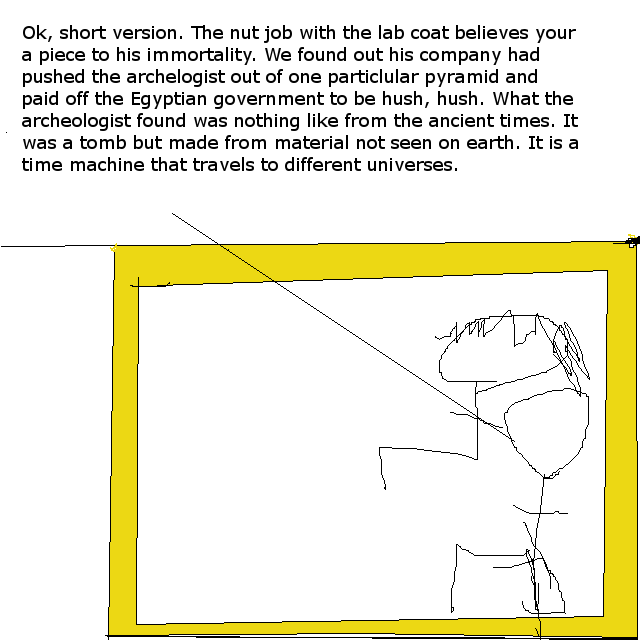 Ok, short version. The nut job with the lab coat believes your
a piece to his immortality. We found out his company had
pushed the archelogist out of one particlular pyramid and
paid off the Egyptian government to be hush, hush. What the
archeologist found was nothing like from the ancient times. It
was a tomb but made from material not seen on earth. It is a
time machine that travels to different universes.